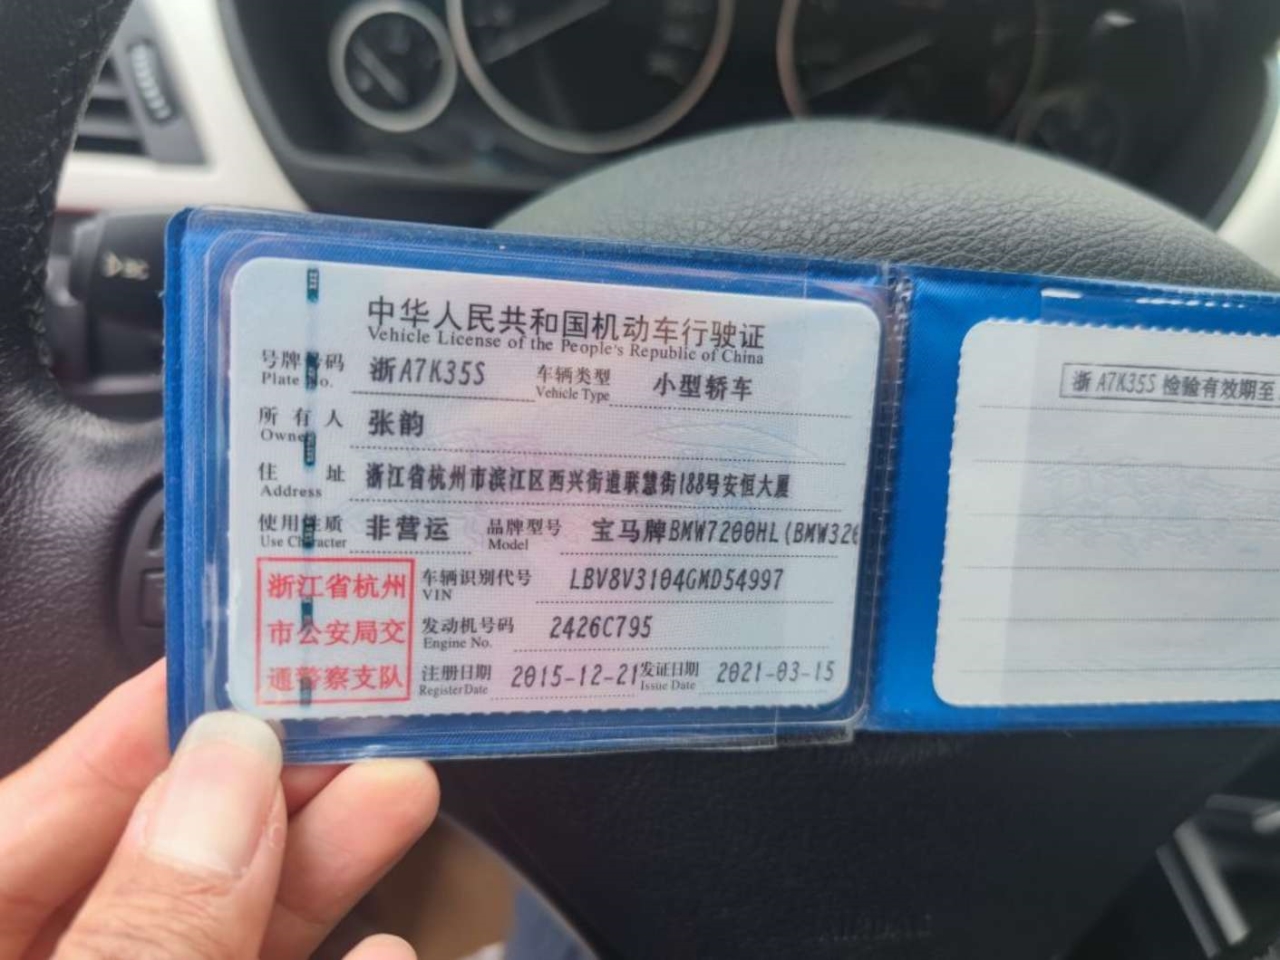 中华人民共和国机动车行驶证
Vehicle License of the People's Republic of China
号牌号码 浙A7K35S 车辆类型 小型轿车
Plate No. Vehicle Type
所有人 张韵
Owner
住址 浙江省杭州市滨江区西兴街道联慧街188号安恒大厦
Address
使用性质 非营运 品牌型号 宝马牌BMW7200HL(BMW320
Use Character Model
车辆识别代号 LBV8V3104GMD54997
VIN
发动机号码 2426C795
Engine No.
注册日期 2015-12-21 发证日期 2021-03-15
Register Date Issue Date
浙江省杭州
市公安局交
通警察支队
浙A7K35S 检验有效期至